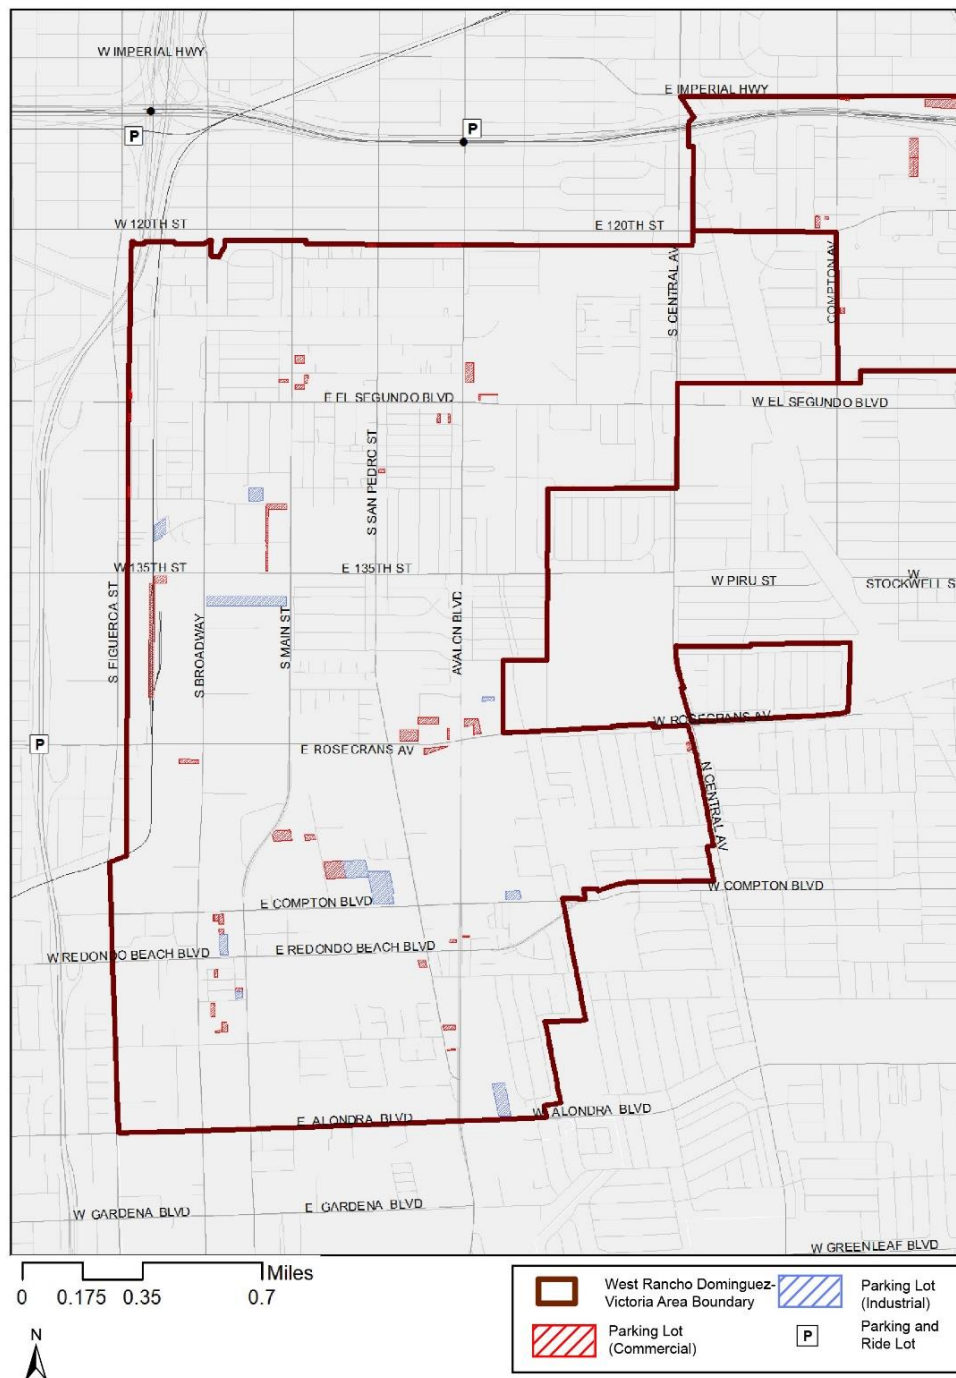 W IMPERIAL HWY
E IMPERIAL HWY
P
P
W 120TH ST
E 120TH ST
S CENTRAL AV
COMPTON AV
E EL SEGUNDO BLVD
W EL SEGUNDO BLVD
S SAN PEDRO ST
W 135TH ST
E 135TH ST
W PIRU ST
W
STOCKWELL S
S FIGUEROA ST
S BROADWAY
S MAIN ST
AVALON BLVD
W ROSECRANS AV
P
E ROSECRANS AV
N CENTRAL AV
W COMPTON BLVD
E COMPTON BLVD
W REDONDO BEACH BLVD
E REDONDO BEACH BLVD
E ALONDRA BLVD
W ALONDRA BLVD
W GARDENA BLVD
E GARDENA BLVD
W GREENLEAF BLVD
Miles
0 0.175 0.35 0.7
N
West Rancho Dominguez-
Victoria Area Boundary
Parking Lot
(Industrial)
Parking Lot
(Commercial)
P
Parking and
Ride Lot